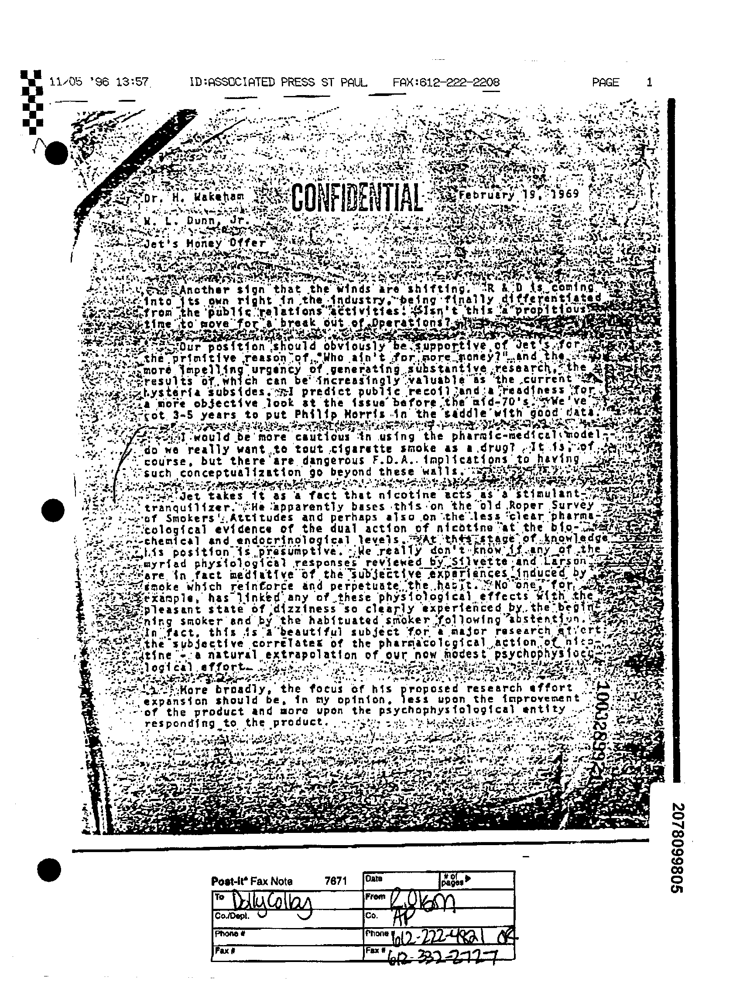 11/05 '96 13:57 ID:ASSOCIATED PRESS ST PAUL FAX:612-222-2208 PAGE 1
Dr. H. Wakeham CONFIDENTIAL February 19, 1969
W. L. Dunn, Jr.
Jet's Money Offer
Another sign that the winds are shifting. R & D is coming
into its own right in the industry, being finally differentiated
from the public relations activities. Isn't this a propitious
time to move for a break out of Operations?
Our position should obviously be supportive of Jet's, for
the primitive reason of "Who ain't for more money?" and the
more impelling urgency of generating substantive research, the
results of which can be increasingly valuable as the current
hysteria subsides. I predict public recoil and a readiness for
a more objective look at the issue before the mid-70's. We've
got 3-5 years to put Philip Morris in the saddle with good data.
I would be more cautious in using the pharmic-medical model-
do we really want to tout cigarette smoke as a drug? It is, of
course, but there are dangerous F.D.A. implications to having
such conceptualization go beyond these walls.
Jet takes it as a fact that nicotine acts as a stimulant-
tranquilizer. He apparently bases this on the old Roper Survey
of Smokers' Attitudes and perhaps also on the less clear pharma-
cological evidence of the dual action of nicotine at the bio-
chemical and endocrinological levels. At this stage of knowledge
his position is presumptive. We really don't know if any of the
myriad physiological responses reviewed by Silvette and Larson
are in fact mediative of the subjective experiences induced by
smoke which reinforce and perpetuate the habit. No one, for
example, has linked any of these physiological effects with the
pleasant state of dizziness so clearly experienced by the begin
ning smoker and by the habituated smoker following abstention.
In fact, this is a beautiful subject for a major research effort:
the subjective correlates of the pharmacological action of nico-
tine - a natural extrapolation of our now modest psychophysio-
logical effort.
More broadly, the focus of his proposed research effort
expansion should be, in my opinion, less upon the improvement
of the product and more upon the psychophysiological entity
responding to the product.
2078099805
Post-It Fax Note 7671 Date # of pages
To Dolly Colby From
Co./Dept. Co. AP
Phone # Phone # 612-222-4821 OR
Fax # Fax # 612-332-2727